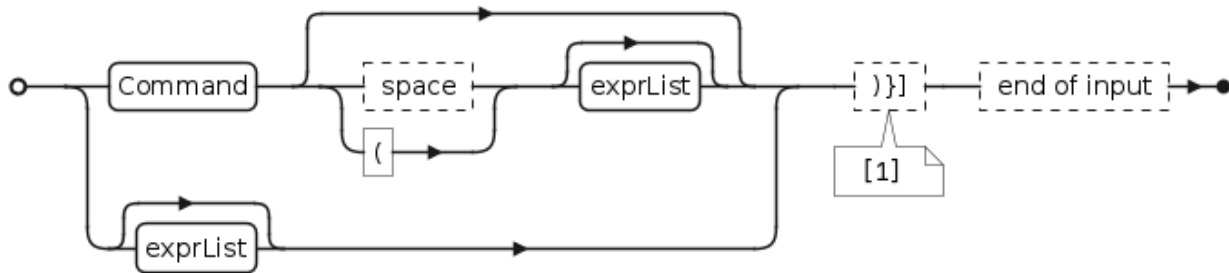 Command
space
exprList
)}]
end of input
(
[1]
exprList